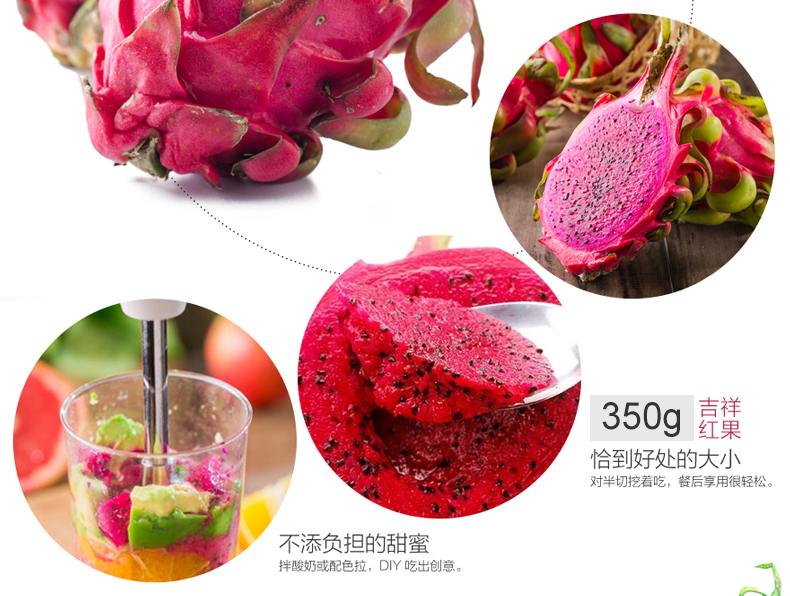 350g 吉祥
红果
恰到好处的大小
对半切挖着吃，餐后享用很轻松。
不添负担的甜蜜
拌酸奶或配色拉，DIY 吃出创意。